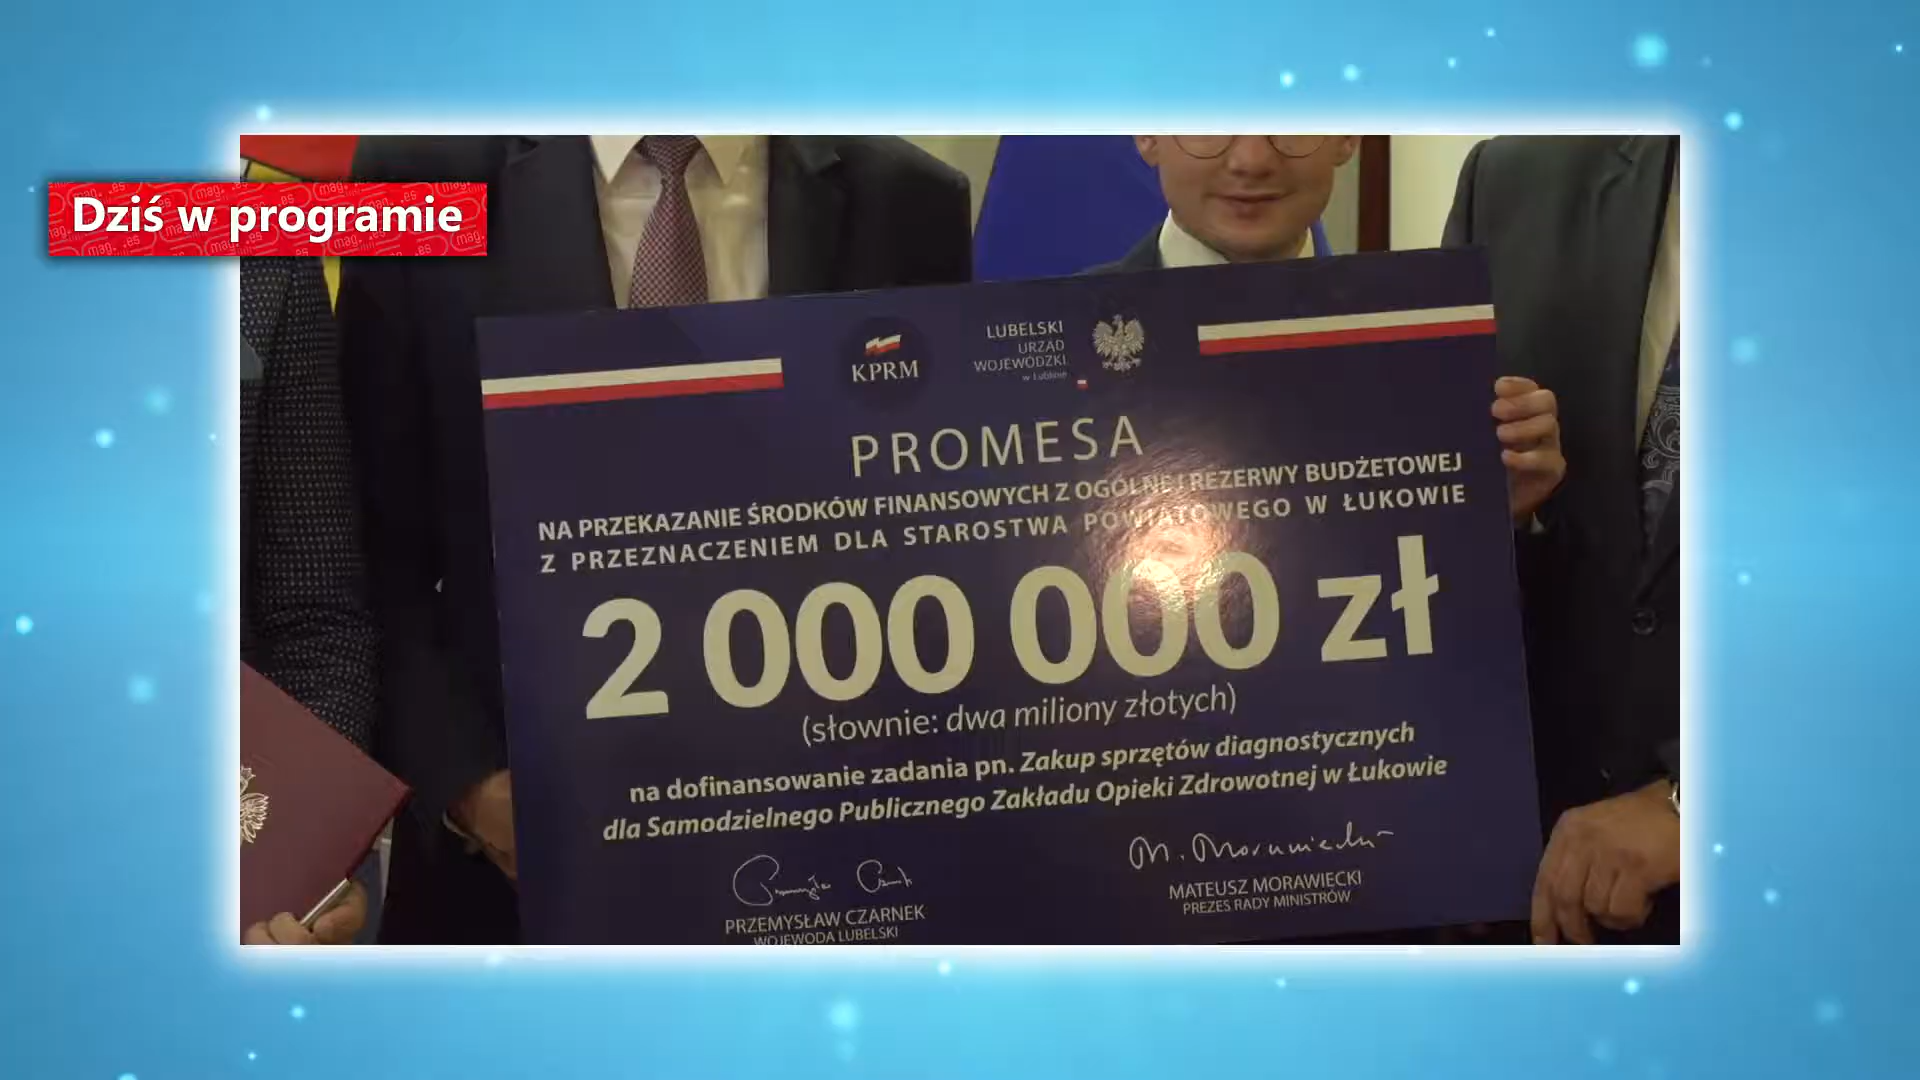 Dziś w programie
KPRM
LUBELSKI
URZĄD
WOJEWÓDZKI
w Lublinie
PROMESA
NA PRZEKAZANIE ŚRODKÓW FINANSOWYCH Z OGÓLNEJ REZERWY BUDŻETOWEJ
Z PRZEZNACZENIEM DLA STAROSTWA POWIATOWEGO W ŁUKOWIE
2 000 000 zł
(słownie: dwa miliony złotych)
na dofinansowanie zadania pn. Zakup sprzętów diagnostycznych
dla Samodzielnego Publicznego Zakładu Opieki Zdrowotnej w Łukowie
M. Morawiecki
PRZEMYSŁAW CZARNEK
WOJEWODA LUBELSKI
MATEUSZ MORAWIECKI
PREZES RADY MINISTRÓW